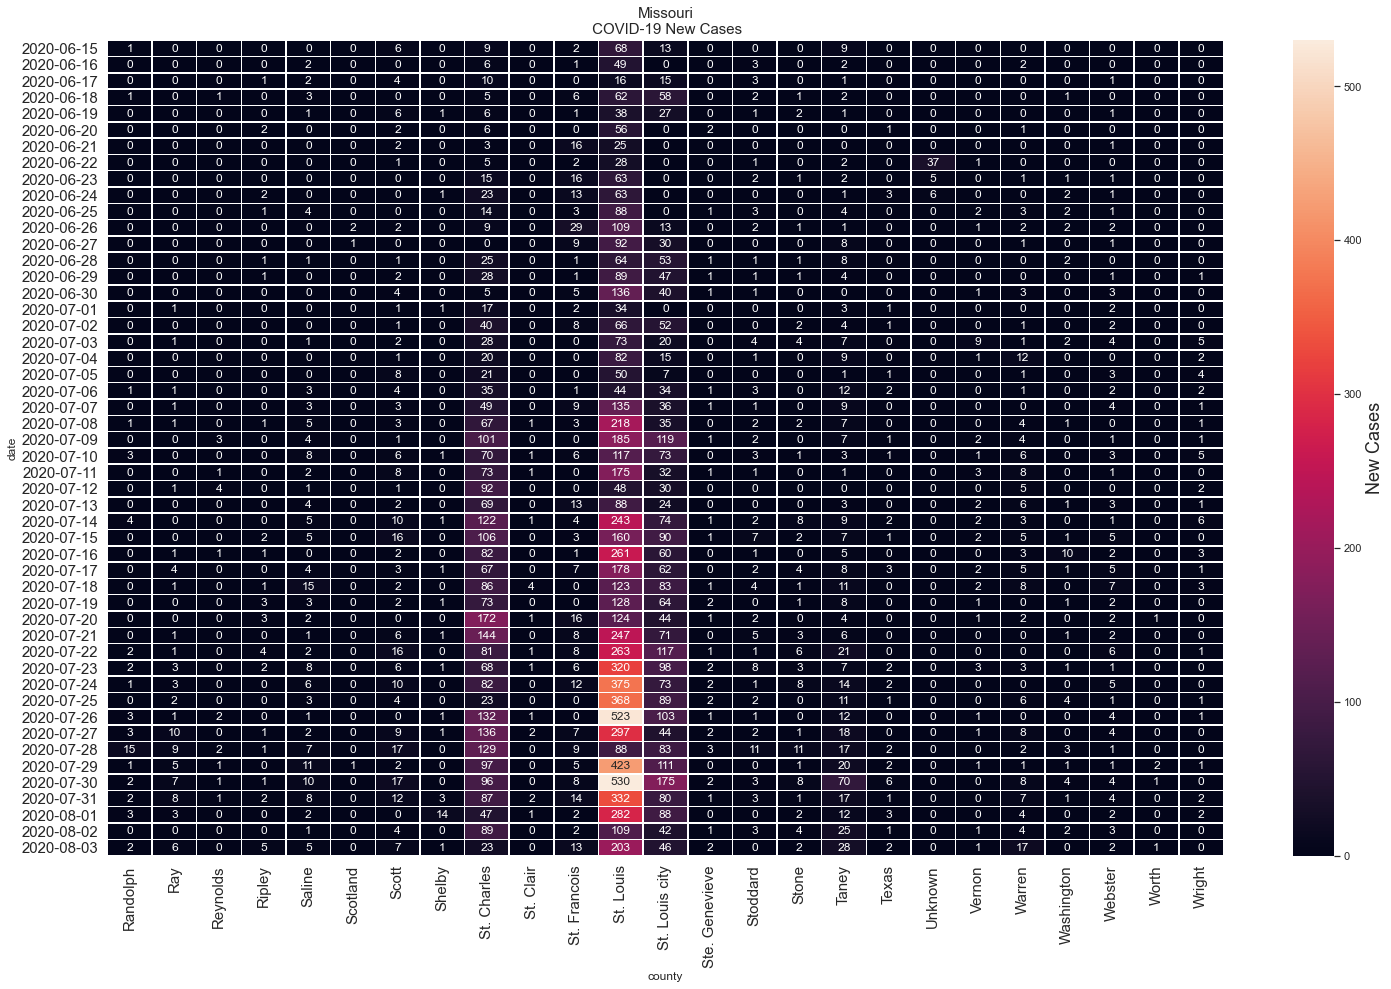 Missouri
COVID-19 New Cases
2020-06-15 1 0 0 0 0 0 6 0 9 0 2 68 13 0 0 0 9 0 0 0 0 0 0 0 0
2020-06-16 0 0 0 0 2 0 0 0 6 0 1 49 0 0 3 0 2 0 0 0 2 0 0 0 0
2020-06-17 0 0 0 1 2 0 4 0 10 0 0 16 15 0 3 0 1 0 0 0 0 0 1 0 0
2020-06-18 1 0 1 0 3 0 0 0 5 0 6 62 58 0 2 1 2 0 0 0 0 1 0 0 0
2020-06-19 0 0 0 0 1 0 6 1 6 0 1 38 27 0 1 2 1 0 0 0 0 0 1 0 0
2020-06-20 0 0 0 2 0 0 2 0 6 0 0 56 0 2 0 0 0 1 0 0 1 0 0 0 0
2020-06-21 0 0 0 0 0 0 2 0 3 0 16 25 0 0 0 0 0 0 0 0 0 0 1 0 0
2020-06-22 0 0 0 0 0 0 1 0 5 0 2 28 0 0 1 0 2 0 37 1 0 0 0 0 0
2020-06-23 0 0 0 0 0 0 0 0 15 0 16 63 0 0 2 1 2 0 5 0 1 1 1 0 0
2020-06-24 0 0 0 2 0 0 0 1 23 0 13 63 0 0 0 0 1 3 6 0 0 2 1 0 0
2020-06-25 0 0 0 1 4 0 0 0 14 0 3 88 0 1 3 0 4 0 0 2 3 2 1 0 0
2020-06-26 0 0 0 0 0 2 2 0 9 0 29 109 13 0 2 1 1 0 0 1 2 2 2 0 0
2020-06-27 0 0 0 0 0 1 0 0 0 0 9 92 30 0 0 0 8 0 0 0 1 0 1 0 0
2020-06-28 0 0 0 1 1 0 1 0 25 0 1 64 53 1 1 1 8 0 0 0 0 2 0 0 0
2020-06-29 0 0 0 1 0 0 2 0 28 0 1 89 47 1 1 1 4 0 0 0 0 0 1 0 1
2020-06-30 0 0 0 0 0 0 4 0 5 0 5 136 40 1 1 0 0 0 0 1 3 0 3 0 0
2020-07-01 0 1 0 0 0 0 1 1 17 0 2 34 0 0 0 0 3 1 0 0 0 0 2 0 0
2020-07-02 0 0 0 0 0 0 1 0 40 0 8 66 52 0 0 2 4 1 0 0 1 0 2 0 0
2020-07-03 0 1 0 0 1 0 2 0 28 0 0 73 20 0 4 4 7 0 0 9 1 2 4 0 5
2020-07-04 0 0 0 0 0 0 1 0 20 0 0 82 15 0 1 0 9 0 0 1 12 0 0 0 2
2020-07-05 0 0 0 0 0 0 8 0 21 0 0 50 7 0 0 0 1 1 0 0 1 0 3 0 4
2020-07-06 1 1 0 0 3 0 4 0 35 0 1 44 34 1 3 0 12 2 0 0 1 0 2 0 2
2020-07-07 0 1 0 0 3 0 3 0 49 0 9 135 36 1 1 0 9 0 0 0 0 0 4 0 1
2020-07-08 1 1 0 1 5 0 3 0 67 1 3 218 35 0 2 2 7 0 0 0 4 1 0 0 1
2020-07-09 0 0 3 0 4 0 1 0 101 0 0 185 119 1 2 0 7 1 0 2 4 0 1 0 1
2020-07-10 3 0 0 0 8 0 6 1 70 1 6 117 73 0 3 1 3 1 0 1 6 0 3 0 5
2020-07-11 0 0 1 0 2 0 8 0 73 1 0 175 32 1 1 0 1 0 0 3 8 0 1 0 0
2020-07-12 0 1 4 0 1 0 1 0 92 0 0 48 30 0 0 0 0 0 0 0 5 0 0 0 2
2020-07-13 0 0 0 0 4 0 2 0 69 0 13 88 24 0 0 0 3 0 0 2 6 1 3 0 1
2020-07-14 4 0 0 0 5 0 10 1 122 1 4 243 74 1 2 8 9 2 0 2 3 0 1 0 6
2020-07-15 0 0 0 2 5 0 16 0 106 0 3 160 90 1 7 2 7 1 0 2 5 1 5 0 0
2020-07-16 0 1 1 1 0 0 2 0 82 0 1 261 60 0 1 0 5 0 0 0 3 10 2 0 3
2020-07-17 0 4 0 0 4 0 3 1 67 0 7 178 62 0 2 4 8 3 0 2 5 1 5 0 1
2020-07-18 0 1 0 1 15 0 2 0 86 4 0 123 83 1 4 1 11 0 0 2 8 0 7 0 3
2020-07-19 0 0 0 3 3 0 2 1 73 0 0 128 64 2 0 1 8 0 0 1 0 1 2 0 0
2020-07-20 0 0 0 3 2 0 0 0 172 1 16 124 44 1 2 0 4 0 0 1 2 0 2 1 0
2020-07-21 0 1 0 0 1 0 6 1 144 0 8 247 71 0 5 3 6 0 0 0 0 1 2 0 0
2020-07-22 2 1 0 4 2 0 16 0 81 1 8 263 117 1 1 6 21 0 0 0 0 0 6 0 1
2020-07-23 2 3 0 2 8 0 6 1 68 1 6 320 98 2 8 3 7 2 0 3 3 1 1 0 0
2020-07-24 1 3 0 0 6 0 10 0 82 0 12 375 73 2 1 8 14 2 0 0 0 0 5 0 0
2020-07-25 0 2 0 0 3 0 4 0 23 0 0 368 89 2 2 0 11 1 0 0 6 4 1 0 1
2020-07-26 3 1 2 0 1 0 0 1 132 1 0 523 103 1 1 0 12 0 0 1 0 0 4 0 1
2020-07-27 3 10 0 1 2 0 9 1 136 2 7 297 44 2 2 1 18 0 0 1 8 0 4 0 0
2020-07-28 15 9 2 1 7 0 17 0 129 0 9 88 83 3 11 11 17 2 0 0 2 3 1 0 0
2020-07-29 1 5 1 0 11 1 2 0 97 0 5 423 111 0 0 1 20 2 0 1 1 1 1 2 1
2020-07-30 2 7 1 1 10 0 17 0 96 0 8 530 175 2 3 8 70 6 0 0 8 4 4 1 0
2020-07-31 2 8 1 2 8 0 12 3 87 2 14 332 80 1 3 1 17 1 0 0 7 1 4 0 2
2020-08-01 3 3 0 0 2 0 0 14 47 1 2 282 88 0 0 2 12 3 0 0 4 0 2 0 2
2020-08-02 0 0 0 0 1 0 4 0 89 0 2 109 42 1 3 4 25 1 0 1 4 2 3 0 0
2020-08-03 2 6 0 5 5 0 7 1 23 0 13 203 46 2 0 2 28 2 0 1 17 0 2 1 0
date
Randolph
Ray
Reynolds
Ripley
Saline
Scotland
Scott
Shelby
St. Charles
St. Clair
St. Francois
St. Louis
St. Louis city
Ste. Genevieve
Stoddard
Stone
Taney
Texas
Unknown
Vernon
Warren
Washington
Webster
Worth
Wright
county
500
400
300
200
100
0
New Cases